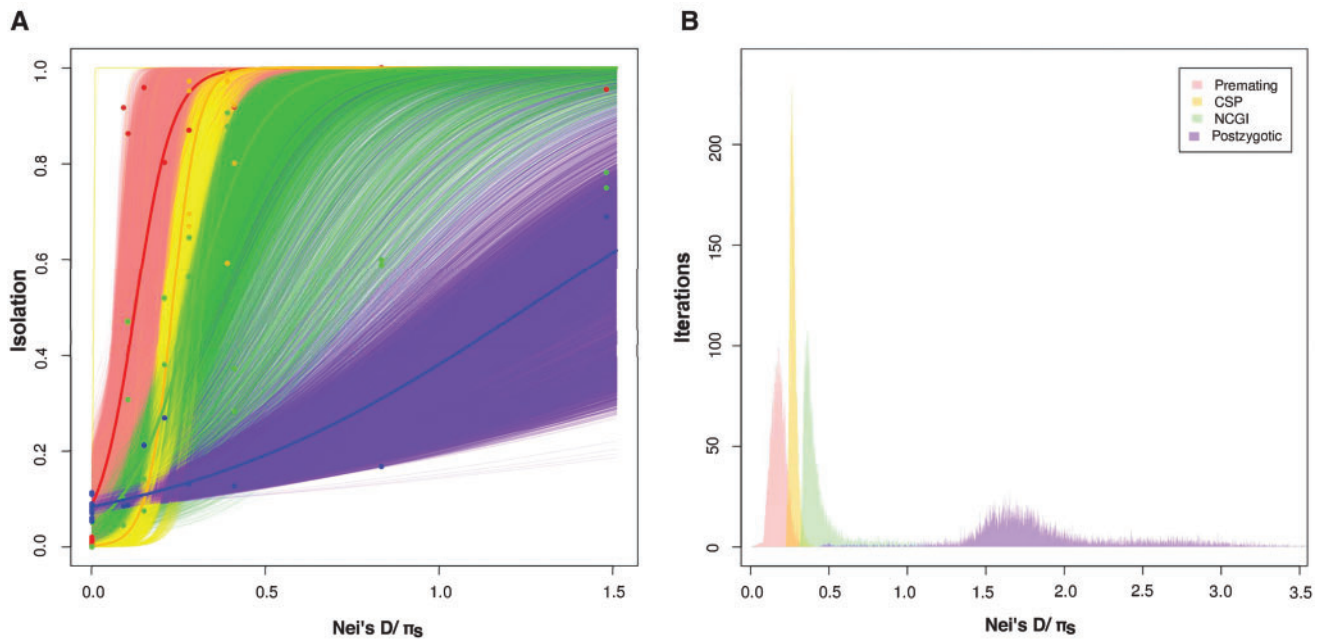 A
Isolation
1.0
0.8
0.6
0.4
0.2
0.0
0.0 0.5 1.0 1.5
Nei's D/ πs
B
Iterations
200
150
100
50
0
Premating
CSP
NCGI
Postzygotic
0.0 0.5 1.0 1.5 2.0 2.5 3.0 3.5
Nei's D/ πs